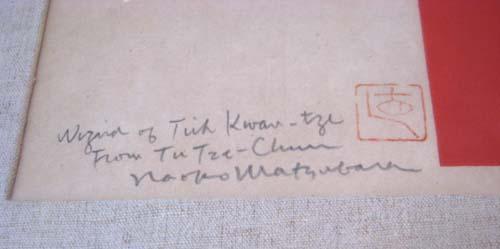 Wizard of Tieh Kwan-tze
From Tu Tze-Chun
Naoko Matsubara